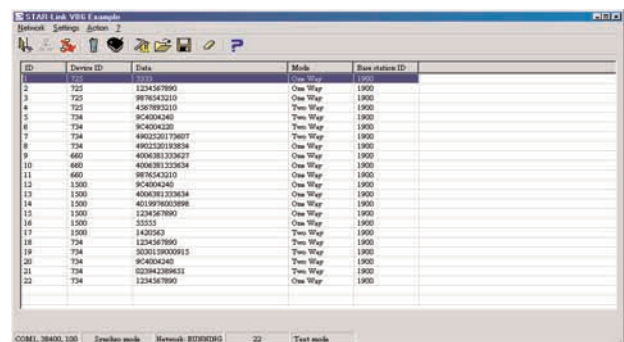 STAR-Link VB6 Example
Network Settings Action ?
ID Device ID Data Mode Base station ID
1 725 3333 One Way 1900
2 725 1234567890 One Way 1900
3 725 9876543210 One Way 1900
4 725 4567893210 Two Way 1900
5 734 9C4004240 Two Way 1900
6 734 9C4004220 Two Way 1900
7 734 4902520173607 Two Way 1900
8 734 4902520193834 One Way 1900
9 660 4006381333627 One Way 1900
10 660 4006381333634 One Way 1900
11 660 9876543210 One Way 1900
12 1500 9C4004240 One Way 1900
13 1500 4006381333634 One Way 1900
14 1500 4019976003898 One Way 1900
15 1500 1234567890 One Way 1900
16 1500 55555 One Way 1900
17 1500 1420563 Two Way 1900
18 734 1234567890 Two Way 1900
19 734 5030159000915 Two Way 1900
20 734 9C4004240 Two Way 1900
21 734 023942389651 Two Way 1900
22 734 1234567890 One Way 1900
COM1, 38400, 100 Synchro mode Network: RUNNING 22 Text mode